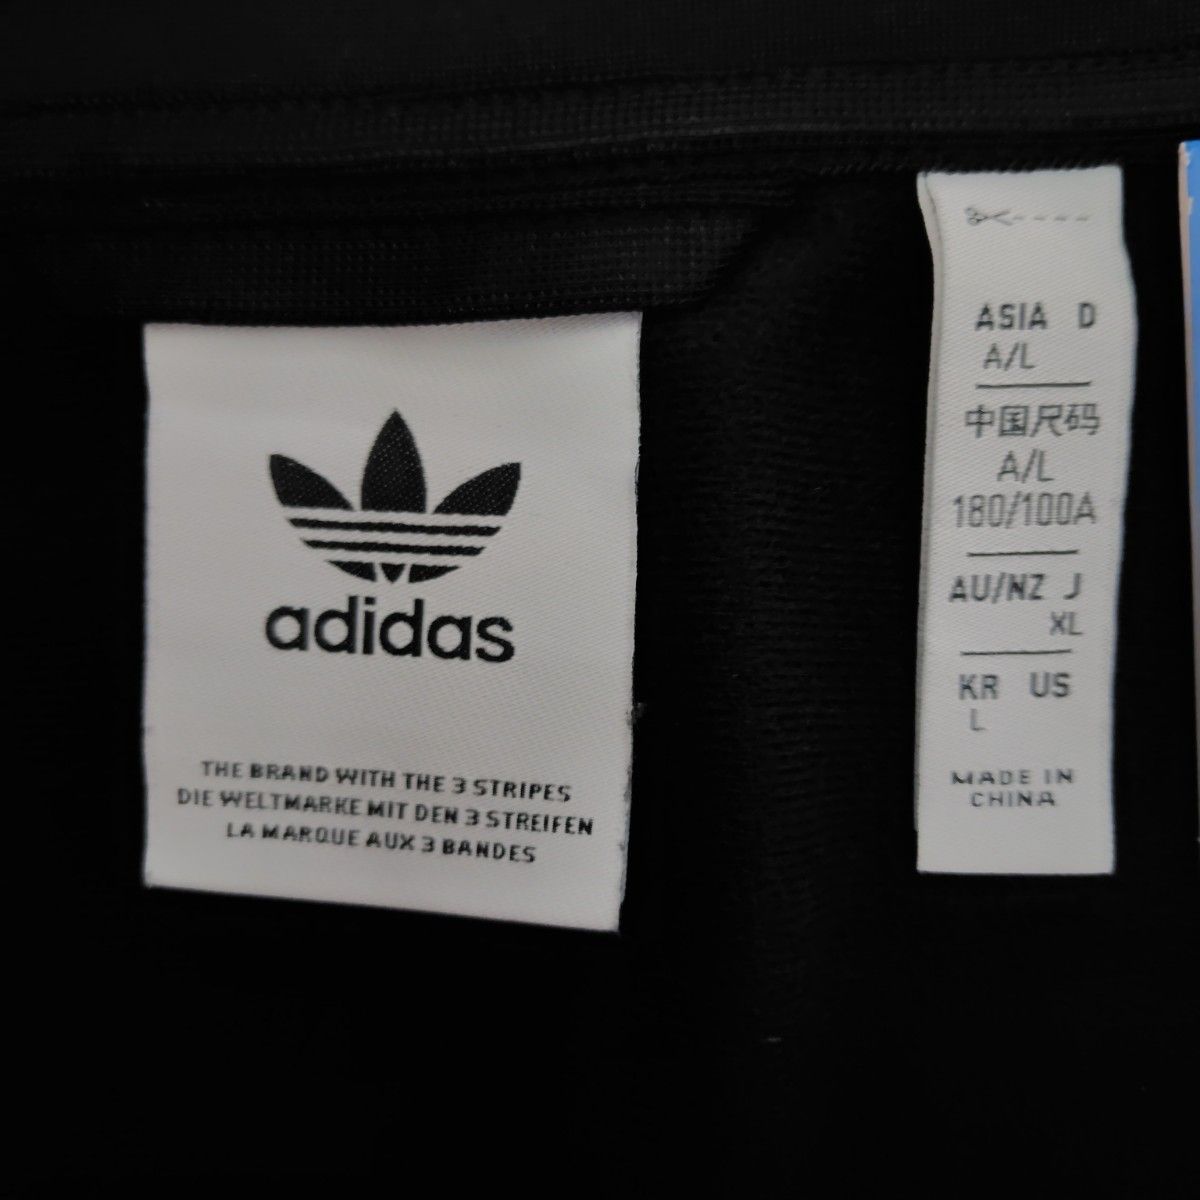 adidas
THE BRAND WITH THE 3 STRIPES
DIE WELTMARKE MIT DEN 3 STREIFEN
LA MARQUE AUX 3 BANDES
ASIA D
A/L
中国尺码
A/L
180/100A
AU/NZ J
XL
KR US
L
MADE IN
CHINA